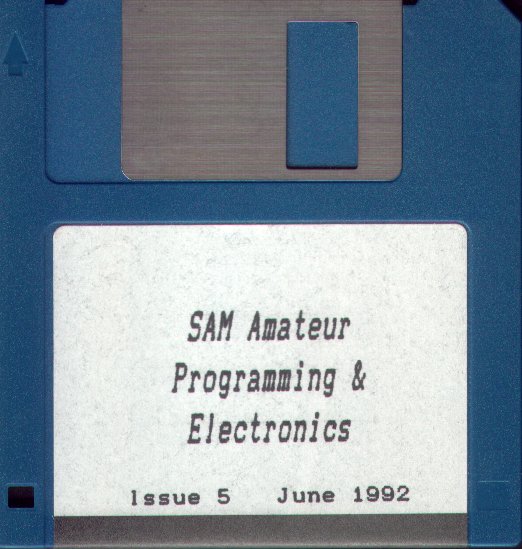 SAM Amateur
Programming &
Electronics
Issue 5 June 1992